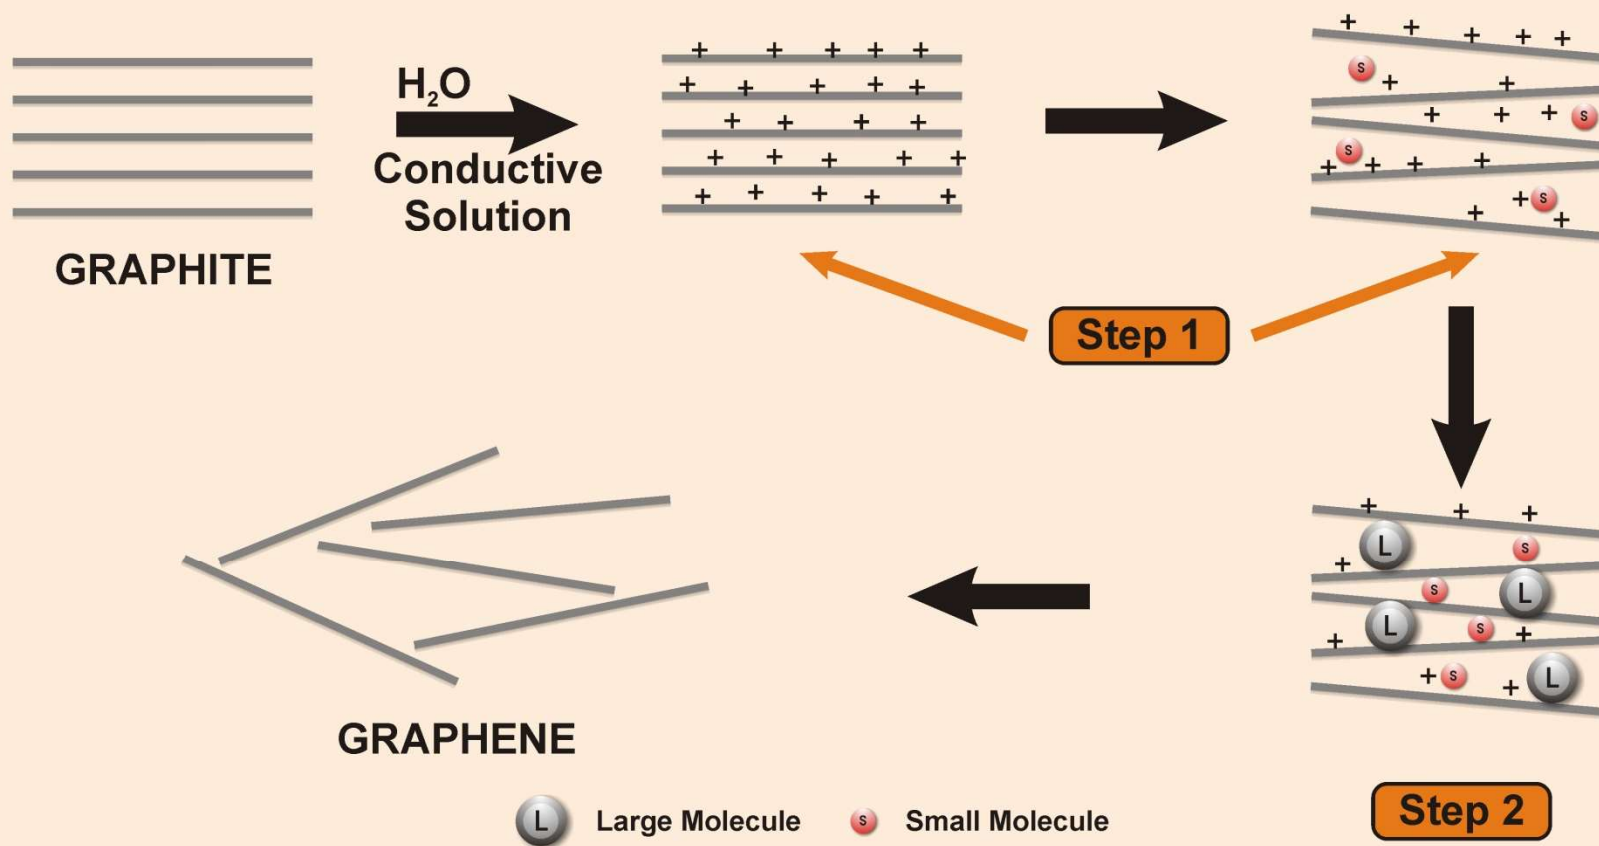 H₂O
Conductive
Solution
GRAPHITE
+ + + + +
+ + + + +
+ + + +
+ + + + +
+ + + + +
+ + + + +
S + +
+ + + S
S + + + +
+ S + +
Step 1
+ + +
L S +
S L
L S + +
+ S + L
GRAPHENE
L Large Molecule S Small Molecule
Step 2